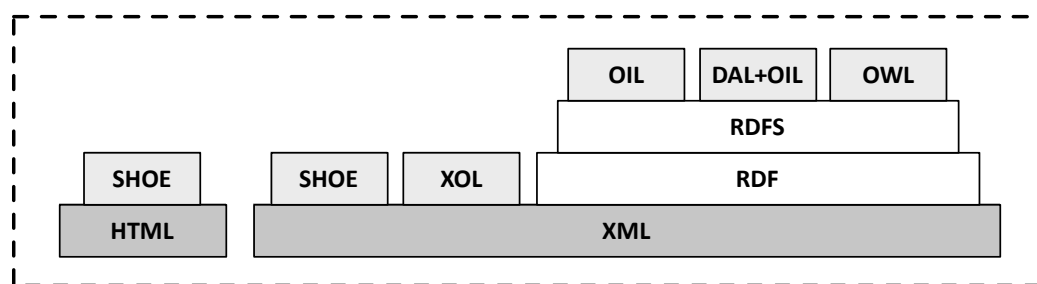 OIL DAL+OIL OWL
RDFS
SHOE SHOE XOL RDF
HTML XML